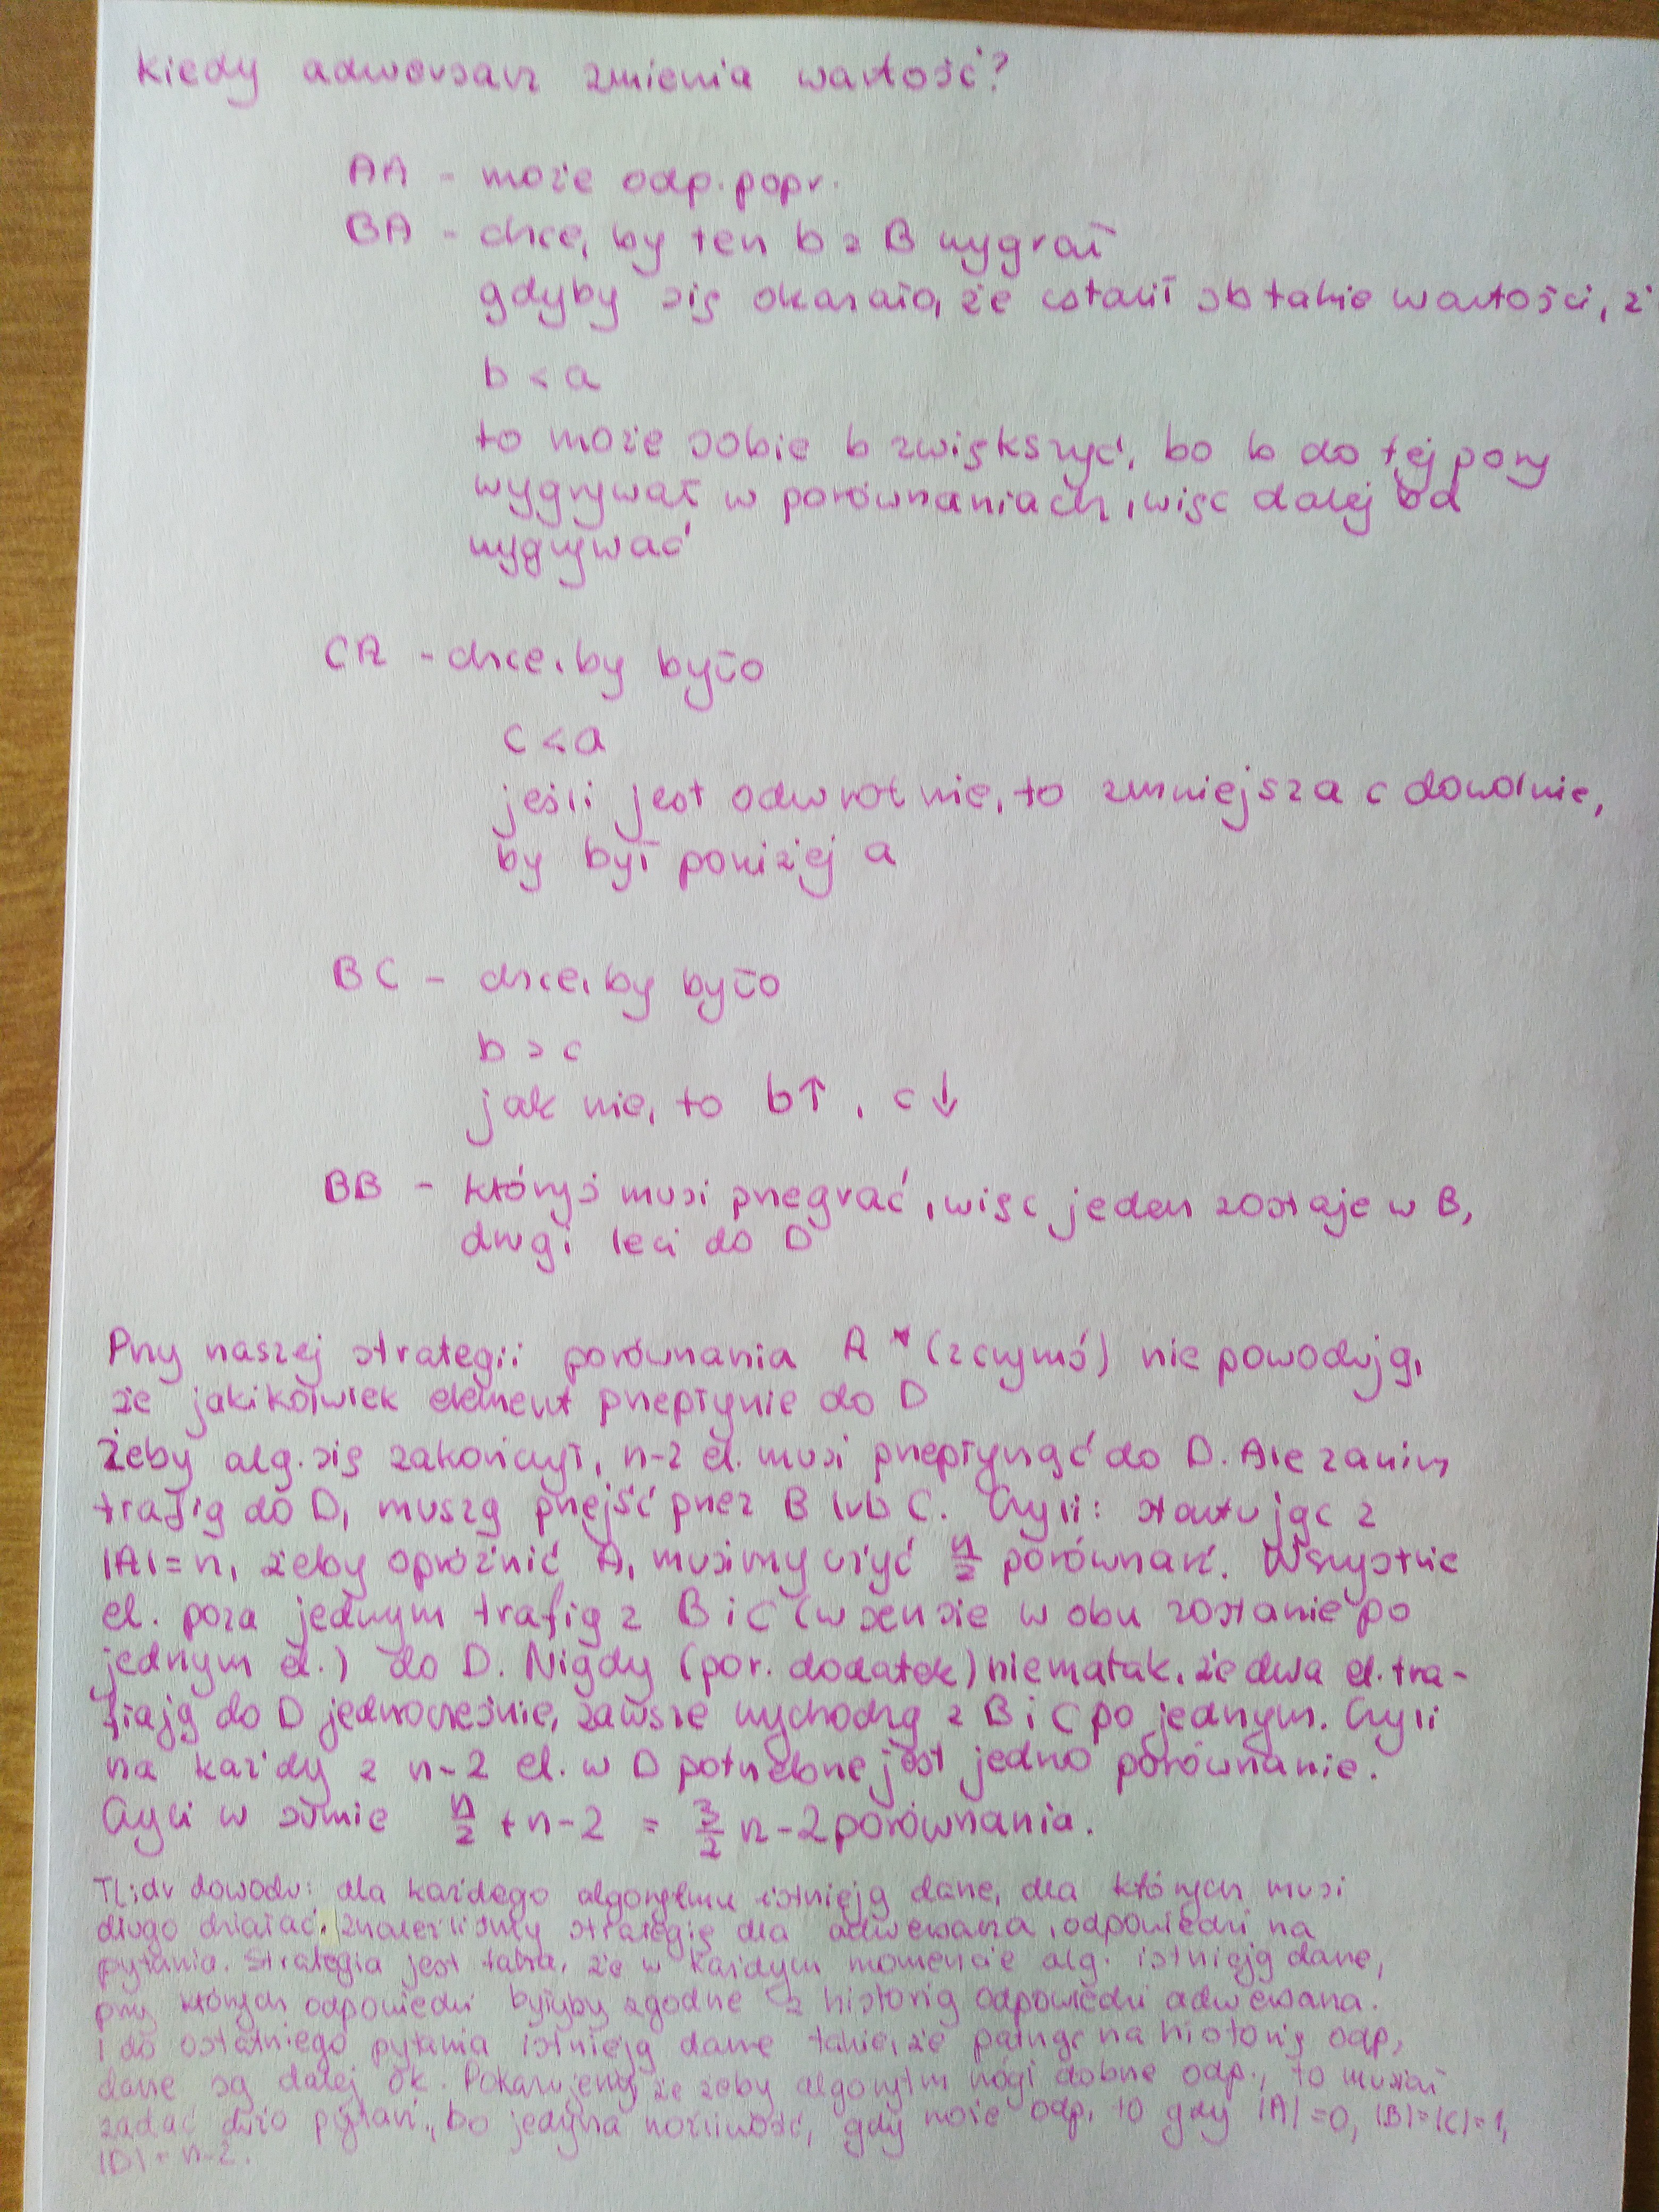 Kiedy adwersarz zmienia wartość?
AA - może odp. popr.
BA - chce, by ten b z B wygrał
gdyby się okazało, że ustalił sb takie wartości, ż
b < a
to może sobie b zwiększyć, bo b do tej pory
wygrywał w porównaniach, więc dalej bd
wygrywać
CA - chce, by było
c < a
jeśli jest odwrotnie, to zmniejsza c dowolnie,
by był poniżej a
BC - chce, by było
b > c
jak nie, to b↑, c↓
BB - któryś musi przegrać, więc jeden zostaje w B,
drugi leci do D
Przy naszej strategii porównania A * (z czymś) nie powodują,
że jakikolwiek element przepłynie do D
żeby alg. się zakończył, n-2 el. musi przepłynąć do D. Ale zanim
trafią do D, muszą przejść przez B lub C. Czyli: startując z
|A|=n, żeby opróżnić A, musimy użyć n/2 porównań. Wszystkie
el. poza jednym trafią z B i C (w sensie w obu zostanie po
jednym el.) do D. Nigdy (por. dodatek) nie ma tak, że dwa el. tra-
fiają do D jednocześnie, zawsze wychodzą z B i C po jednym. Czyli
na każdy z n-2 el. w D potrzebne jest jedno porównanie.
Czyli w sumie n/2 + n-2 = 3/2 n - 2 porównania.
Tl;dr dowodu: dla każdego algorytmu istnieją dane, dla których musi
długo działać. Znaleźliśmy strategię dla adwersarza, odpowiedzi na
pytania. Strategia jest taka, że w każdym momencie alg. istnieją dane,
przy których odpowiedzi byłyby zgodne z historią odpowiedzi adwersarza.
I do ostatniego pytania istnieją dane takie, że patrząc na historię odp,
dane są dalej ok. Pokazujemy, że żeby algorytm mógł dobrze odp., to musiał
zadać dużo pytań, bo jedyna możliwość, gdy może odp. to gdy |A|=0, |B|=|C|=1,
|D|=n-2.